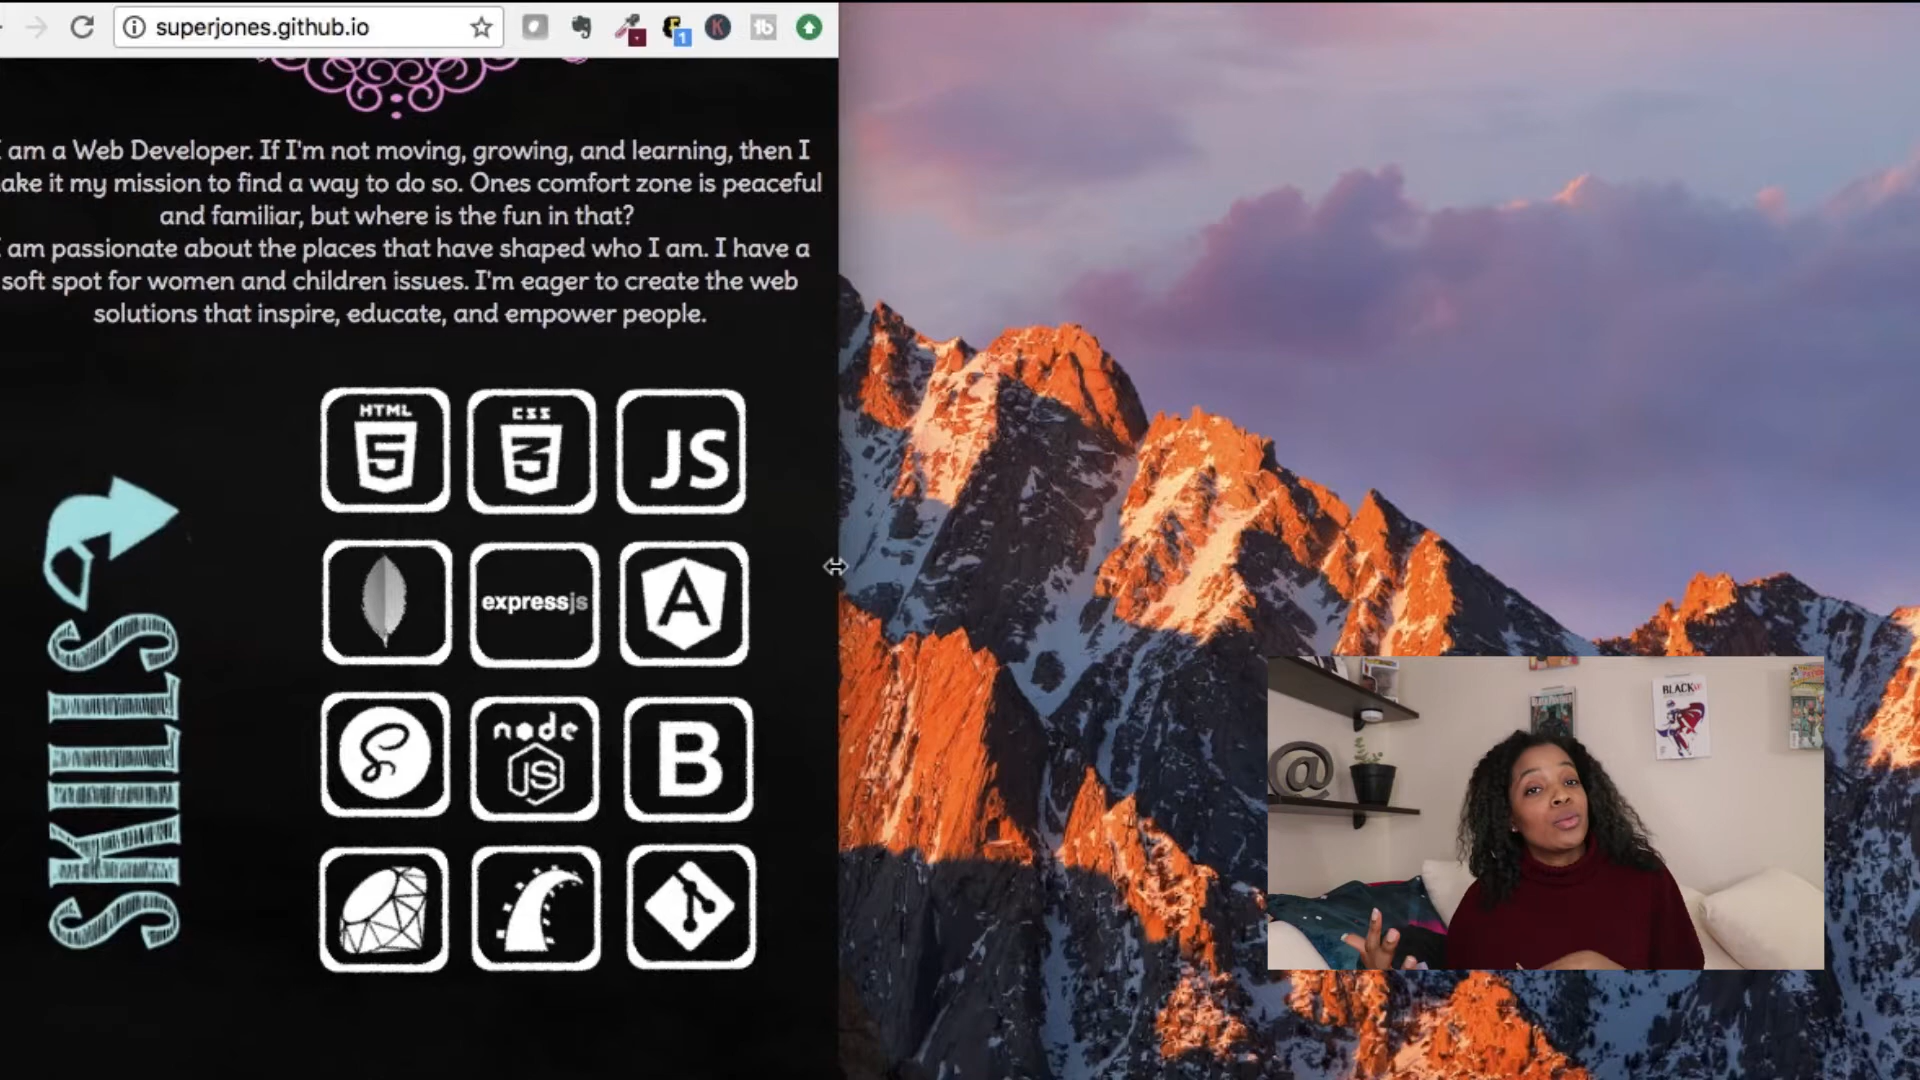 superjones.github.io
1
K
tb
I am a Web Developer. If I'm not moving, growing, and learning, then I
make it my mission to find a way to do so. Ones comfort zone is peaceful
and familiar, but where is the fun in that?
I am passionate about the places that have shaped who I am. I have a
soft spot for women and children issues. I'm eager to create the web
solutions that inspire, educate, and empower people.
SKILLS
HTML
5
CSS
3
JS
expressjs
A
S
node
JS
B
@
BLACK